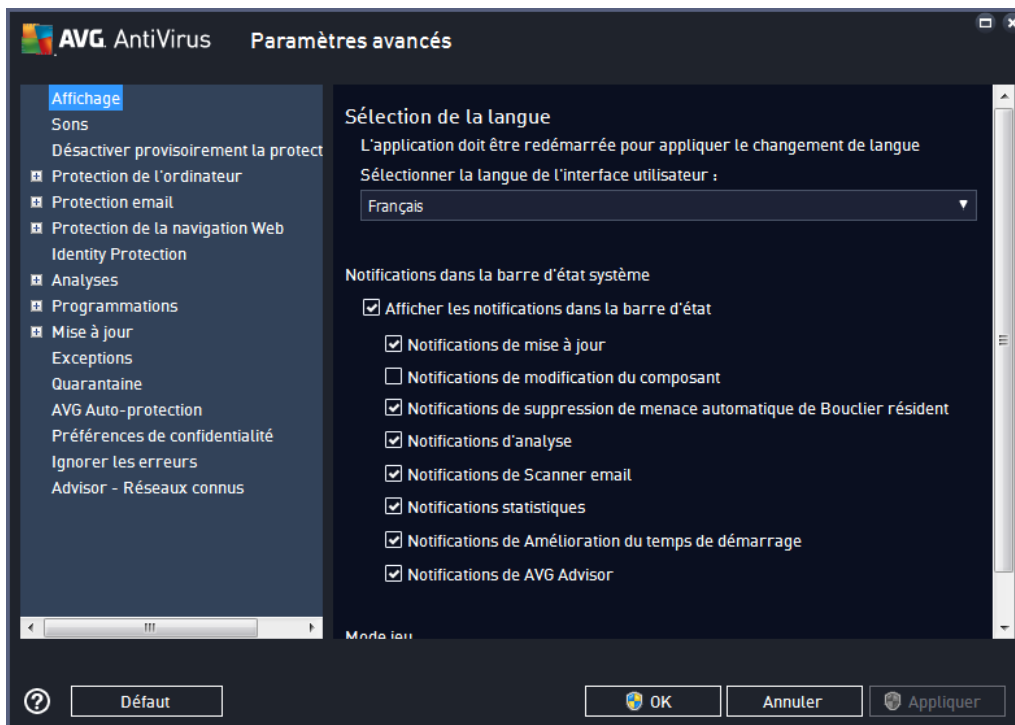 AVG. AntiVirus Paramètres avancés
Affichage
Sons
Désactiver provisoirement la protect
Protection de l'ordinateur
Protection email
Protection de la navigation Web
Identity Protection
Analyses
Programmations
Mise à jour
Exceptions
Quarantaine
AVG Auto-protection
Préférences de confidentialité
Ignorer les erreurs
Advisor - Réseaux connus
Sélection de la langue
L'application doit être redémarrée pour appliquer le changement de langue
Sélectionner la langue de l'interface utilisateur :
Français
Notifications dans la barre d'état système
Afficher les notifications dans la barre d'état
Notifications de mise à jour
Notifications de modification du composant
Notifications de suppression de menace automatique de Bouclier résident
Notifications d'analyse
Notifications de Scanner email
Notifications statistiques
Notifications de Amélioration du temps de démarrage
Notifications de AVG Advisor
Mode jeu
? Défaut OK Annuler Appliquer